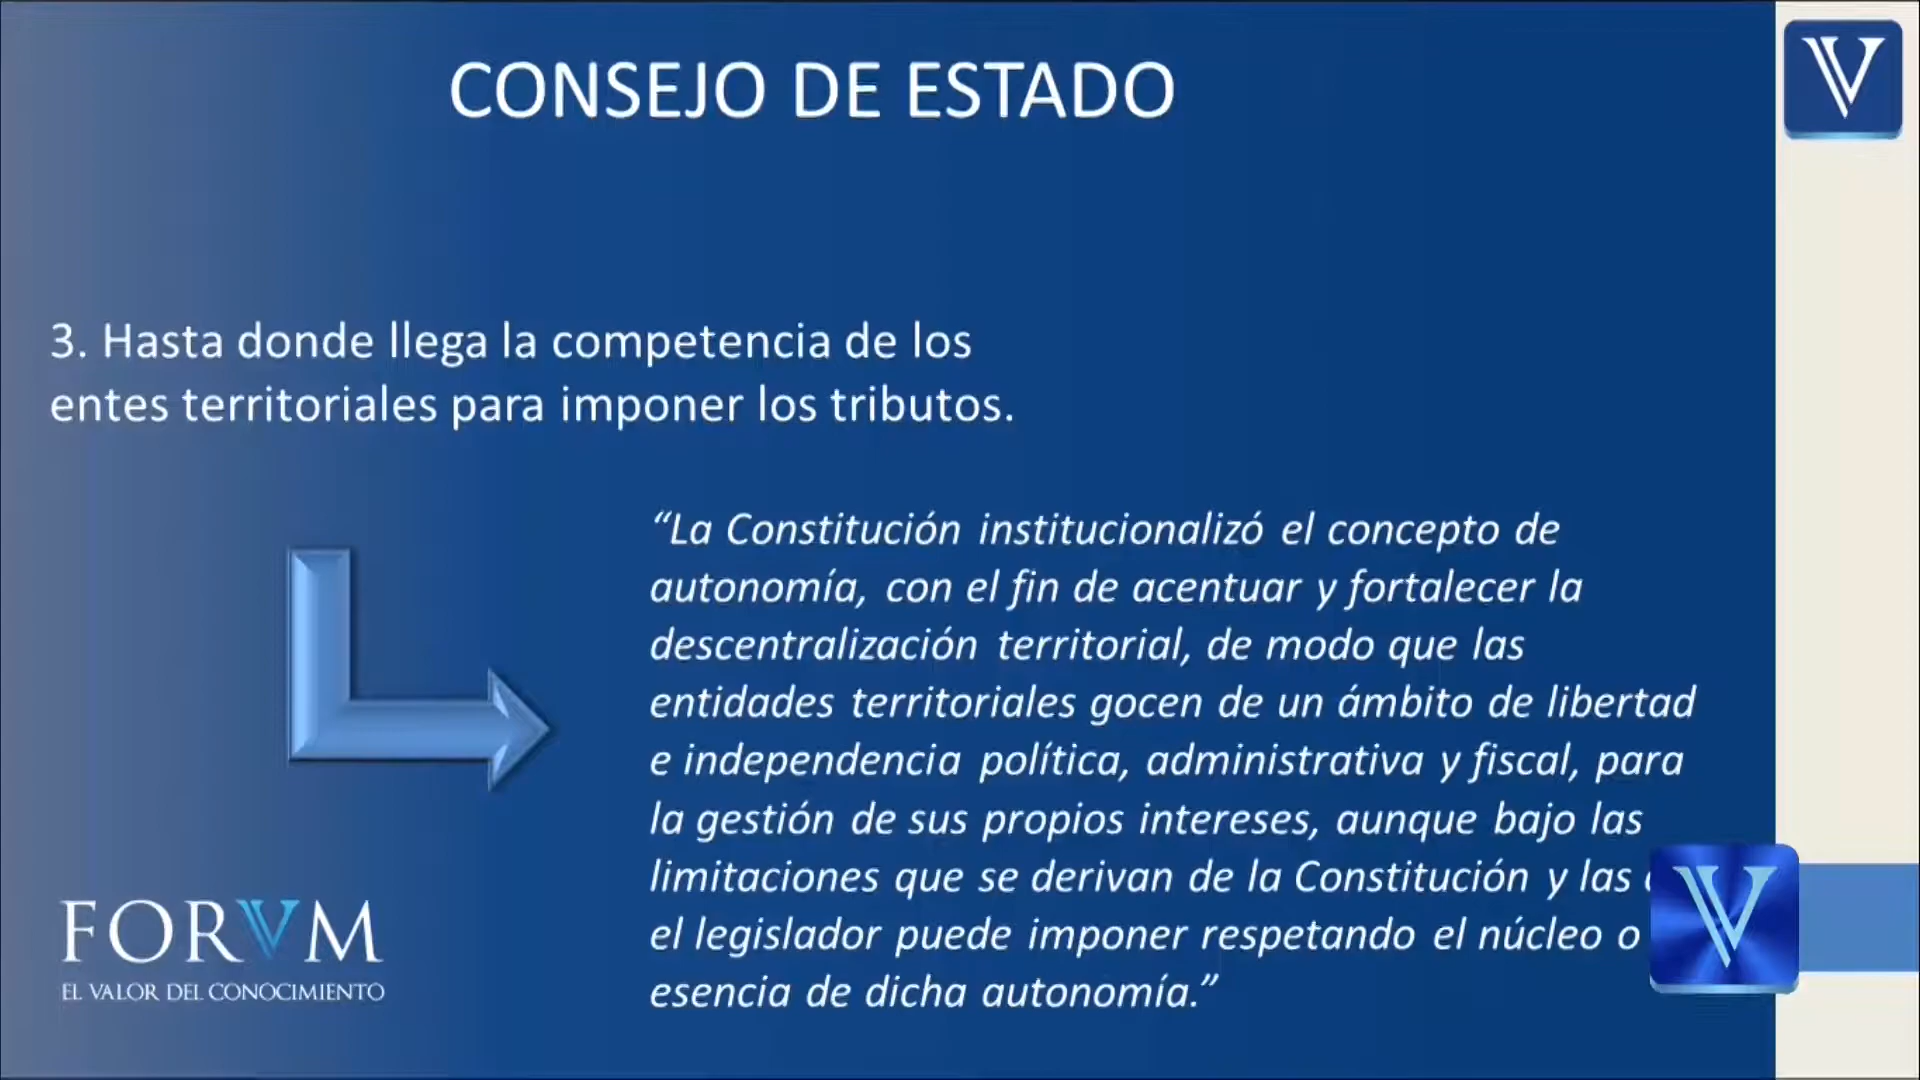 CONSEJO DE ESTADO
3. Hasta donde llega la competencia de los
entes territoriales para imponer los tributos.
“La Constitución institucionalizó el concepto de
autonomía, con el fin de acentuar y fortalecer la
descentralización territorial, de modo que las
entidades territoriales gocen de un ámbito de libertad
e independencia política, administrativa y fiscal, para
la gestión de sus propios intereses, aunque bajo las
limitaciones que se derivan de la Constitución y las
el legislador puede imponer respetando el núcleo o
esencia de dicha autonomía.”
FORVM
EL VALOR DEL CONOCIMIENTO
V
V